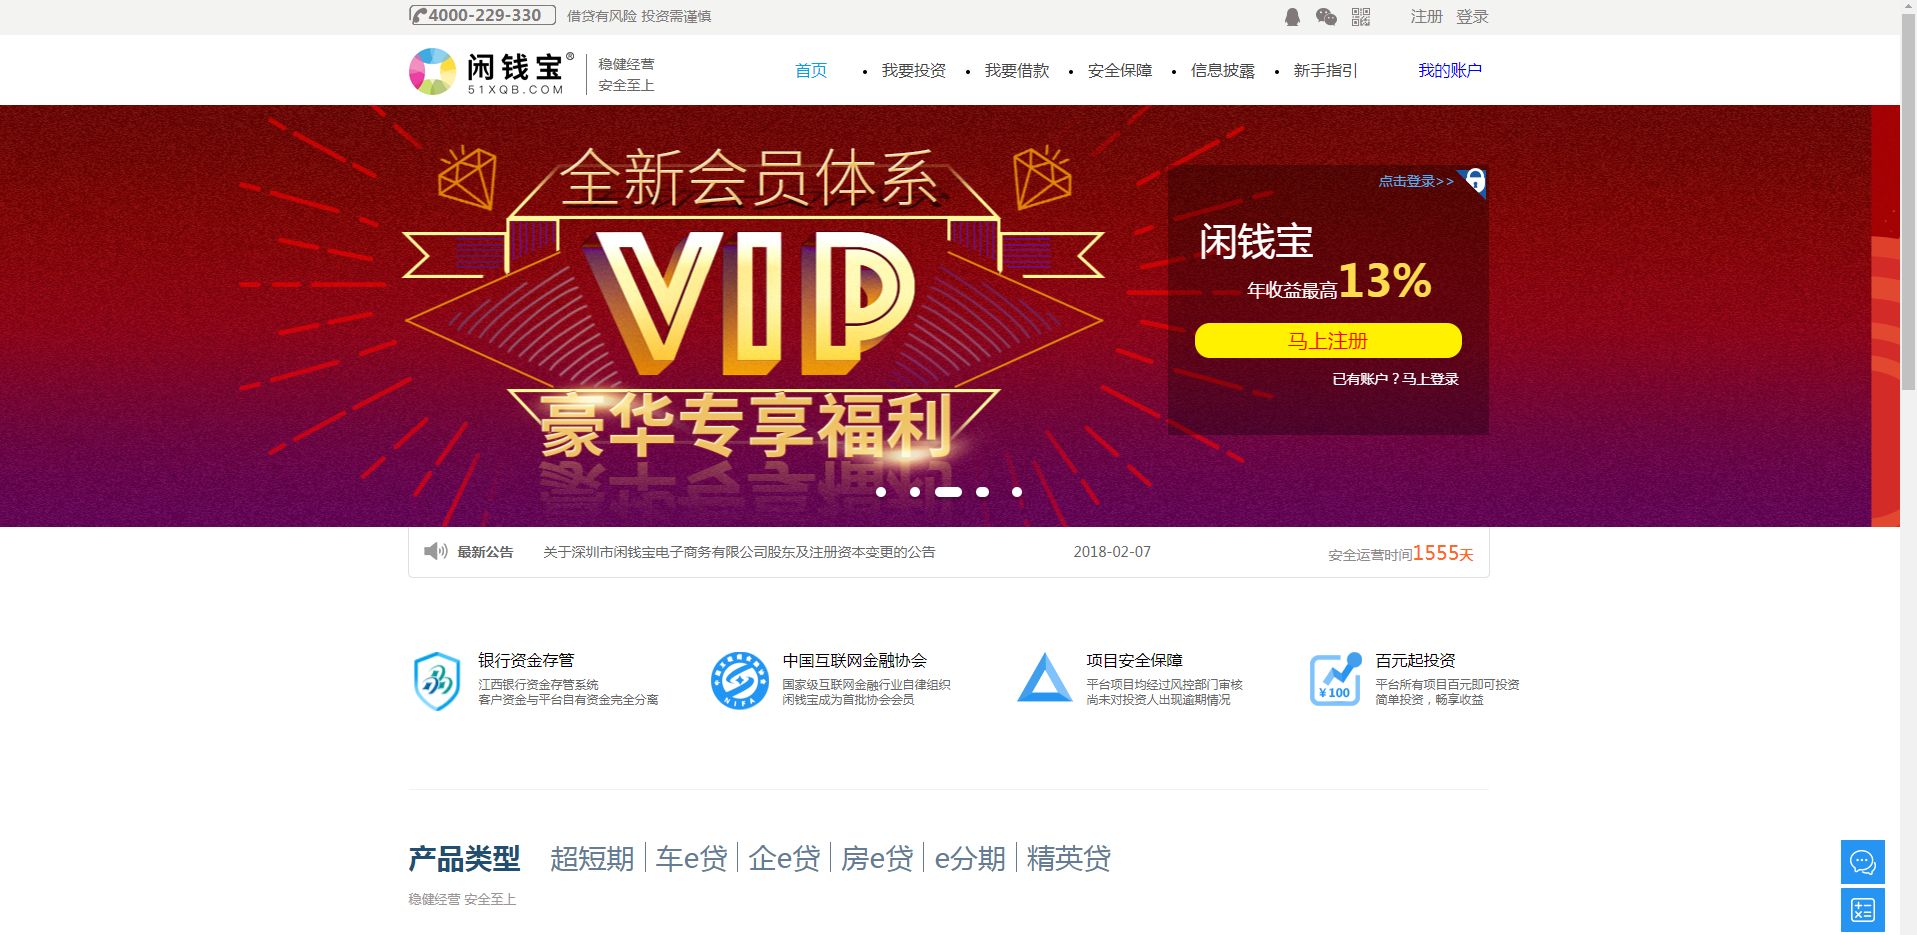 4000-229-330 借贷有风险 投资需谨慎
注册 登录
闲钱宝®
51XQB.COM
稳健经营
安全至上
首页 • 我要投资 • 我要借款 • 安全保障 • 信息披露 • 新手指引 我的账户
全新会员体系
VIP
豪华专享福利
点击登录>>
闲钱宝
年收益最高13%
马上注册
已有账户？马上登录
最新公告 关于深圳市闲钱宝电子商务有限公司股东及注册资本变更的公告 2018-02-07 安全运营时间1555天
银行资金存管
江西银行资金存管系统
客户资金与平台自有资金完全分离
NIFA
中国互联网金融协会
国家级互联网金融行业自律组织
闲钱宝成为首批协会会员
项目安全保障
平台项目均经过风控部门审核
尚未对投资人出现逾期情况
¥100
百元起投资
平台所有项目百元即可投资
简单投资，畅享收益
产品类型 超短期 | 车e贷 | 企e贷 | 房e贷 | e分期 | 精英贷
稳健经营 安全至上